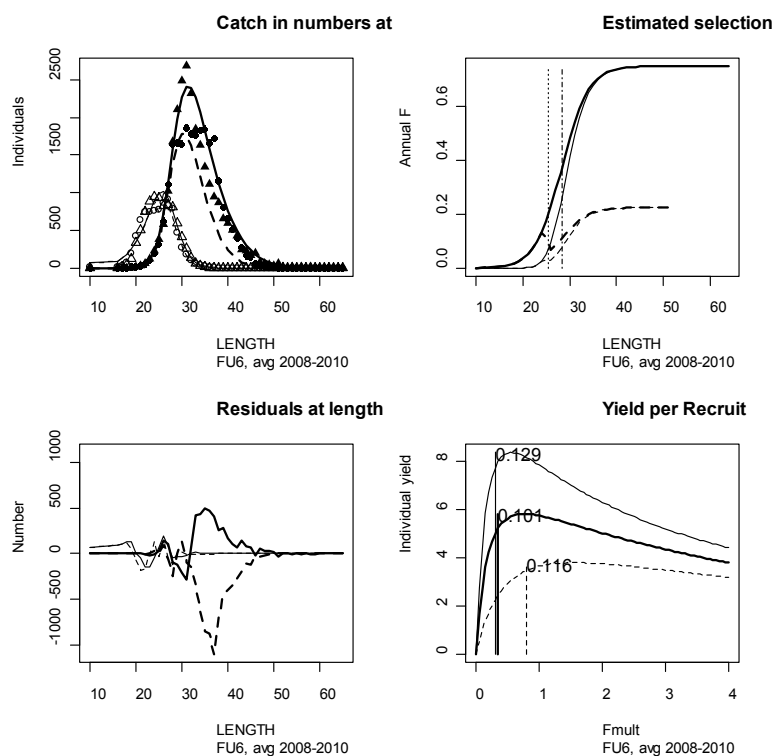 Catch in numbers at
Individuals
0
500
1500
2500
10 20 30 40 50 60
LENGTH
FU6, avg 2008-2010
Estimated selection
Annual F
0.0
0.2
0.4
0.6
10 20 30 40 50 60
LENGTH
FU6, avg 2008-2010
Residuals at length
Number
-1000
-500
0
500
1000
10 20 30 40 50 60
LENGTH
FU6, avg 2008-2010
Yield per Recruit
Individual yield
0
2
4
6
8
0.129
0.101
0.116
0 1 2 3 4
Fmult
FU6, avg 2008-2010